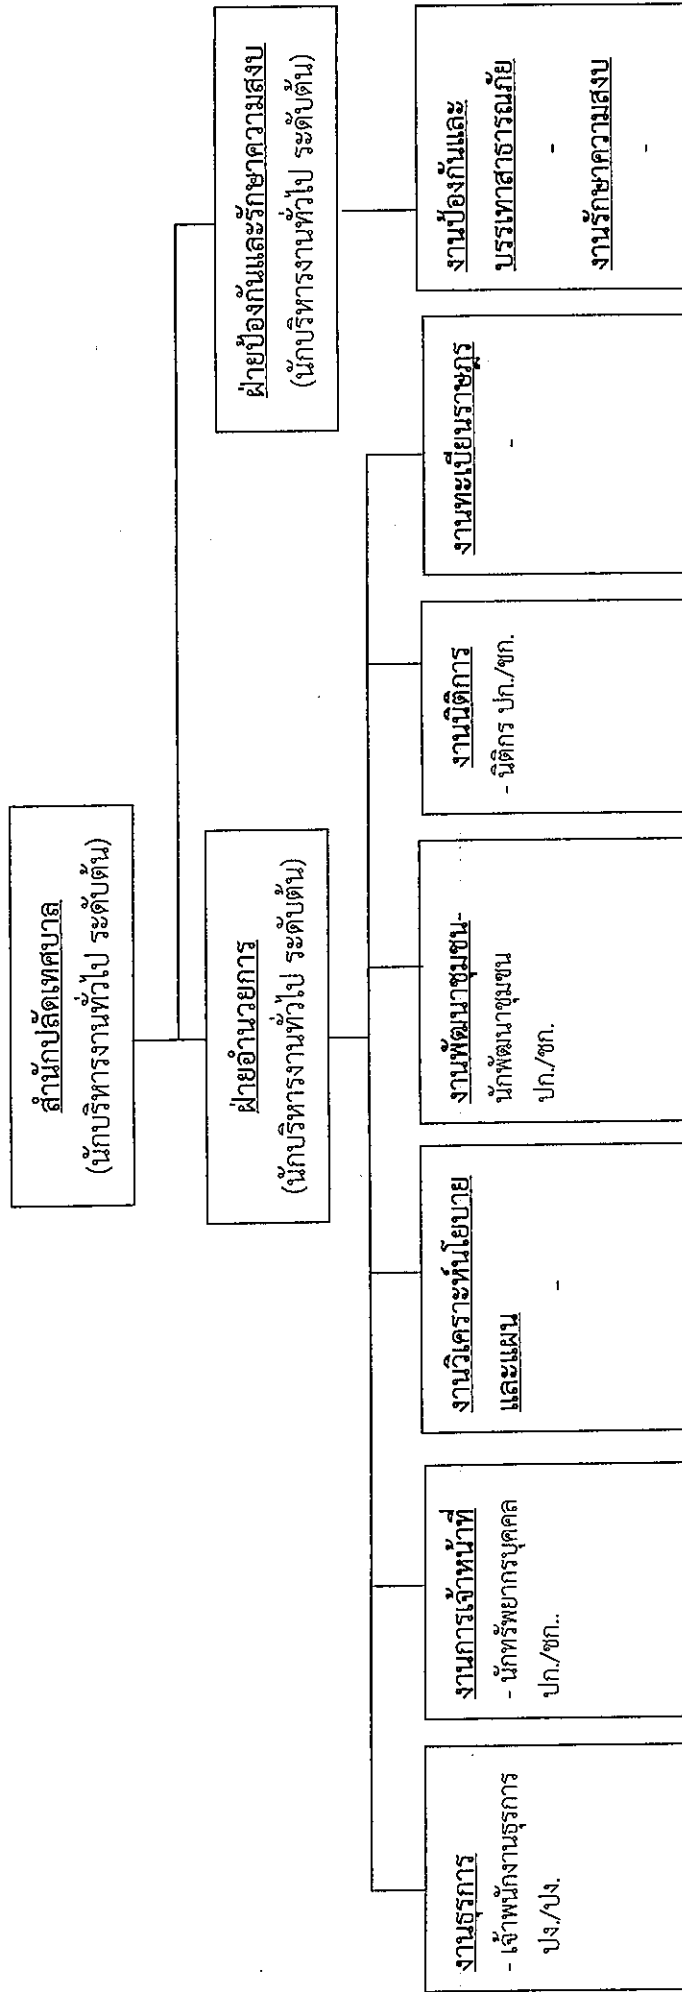 สำนักปลัดเทศบาล
(นักบริหารงานทั่วไป ระดับต้น)
ฝ่ายอำนวยการ
(นักบริหารงานทั่วไป ระดับต้น)
ฝ่ายป้องกันและรักษาความสงบ
(นักบริหารงานทั่วไป ระดับต้น)
งานธุรการ
- เจ้าพนักงานธุรการ
ปง./ปง.
งานการเจ้าหน้าที่
- นักทรัพยากรบุคคล
ปก./ชก..
งานวิเคราะห์นโยบาย
และแผน
-
งานพัฒนาชุมชน-
นักพัฒนาชุมชน
ปก./ชก.
งานนิติการ
- นิติกร ปก./ชก.
งานทะเบียนราษฎร
-
งานป้องกันและ
บรรเทาสาธารณภัย
-
งานรักษาความสงบ
-